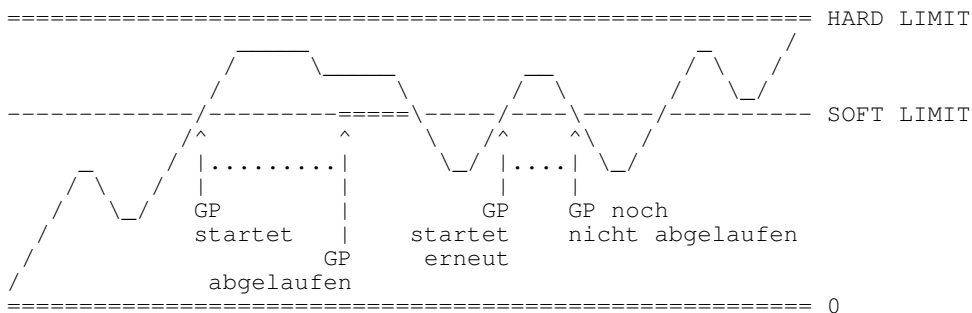 HARD LIMIT
SOFT LIMIT
GP GP GP noch
startet startet nicht abgelaufen
GP erneut
abgelaufen
0